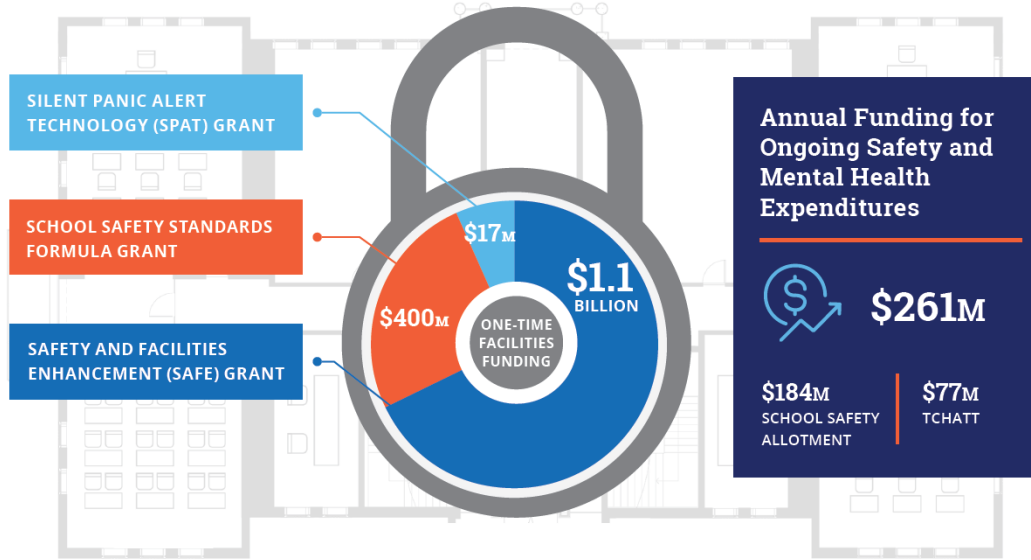 SILENT PANIC ALERT
TECHNOLOGY (SPAT) GRANT
SCHOOL SAFETY STANDARDS
FORMULA GRANT
SAFETY AND FACILITIES
ENHANCEMENT (SAFE) GRANT
$17M
$400M
$1.1
BILLION
ONE-TIME
FACILITIES
FUNDING
Annual Funding for
Ongoing Safety and
Mental Health
Expenditures
$
$261M
$184M
SCHOOL SAFETY
ALLOTMENT
$77M
TCHATT